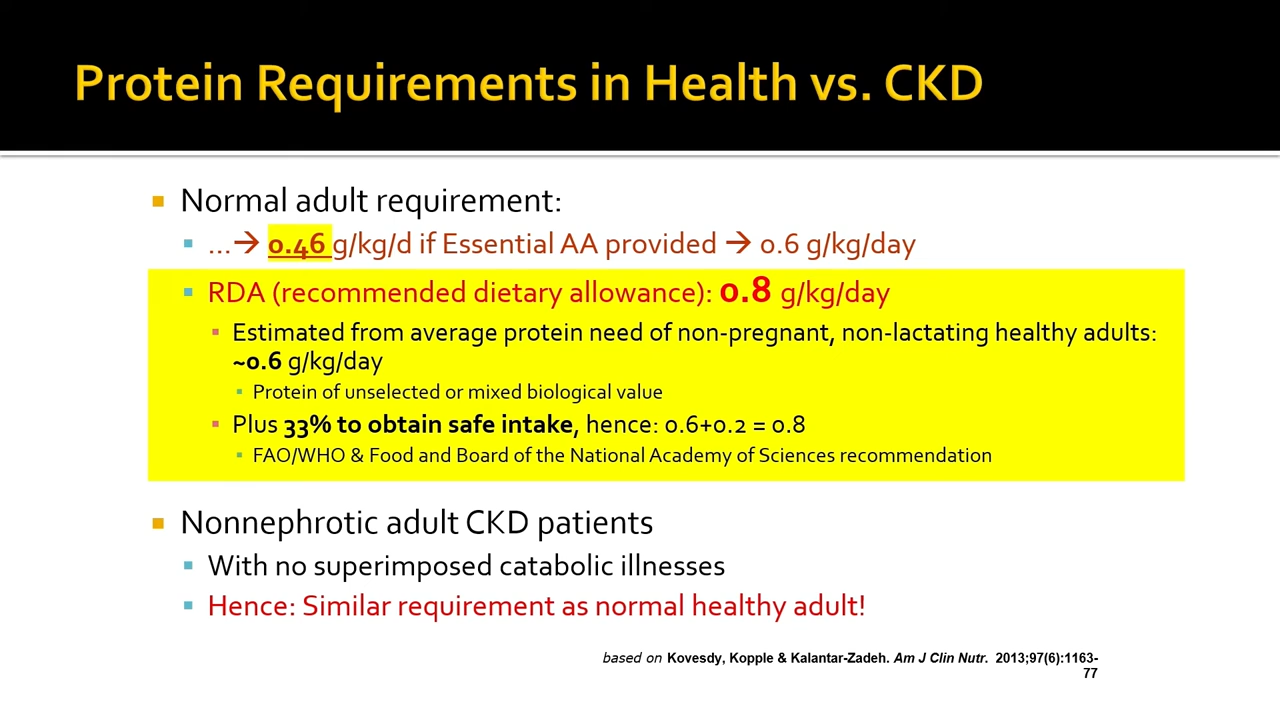 Protein Requirements in Health vs. CKD
Normal adult requirement:
...→ 0.46 g/kg/d if Essential AA provided → 0.6 g/kg/day
RDA (recommended dietary allowance): 0.8 g/kg/day
Estimated from average protein need of non-pregnant, non-lactating healthy adults:
~0.6 g/kg/day
Protein of unselected or mixed biological value
Plus 33% to obtain safe intake, hence: 0.6+0.2 = 0.8
FAO/WHO & Food and Board of the National Academy of Sciences recommendation
Nonnephrotic adult CKD patients
With no superimposed catabolic illnesses
Hence: Similar requirement as normal healthy adult!
based on Kovesdy, Kopple & Kalantar-Zadeh. Am J Clin Nutr. 2013;97(6):1163-
77